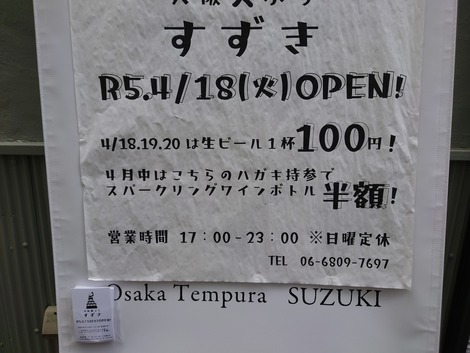 すずき
R5.4/18(火)OPEN!
4/18.19.20は生ビール1杯100円!
4月中はこちらのハガキ持参で
スパークリングワインボトル 半額!
営業時間 17:00-23:00 ※日曜定休
TEL 06-6809-7697
Osaka Tempura SUZUKI
すずき